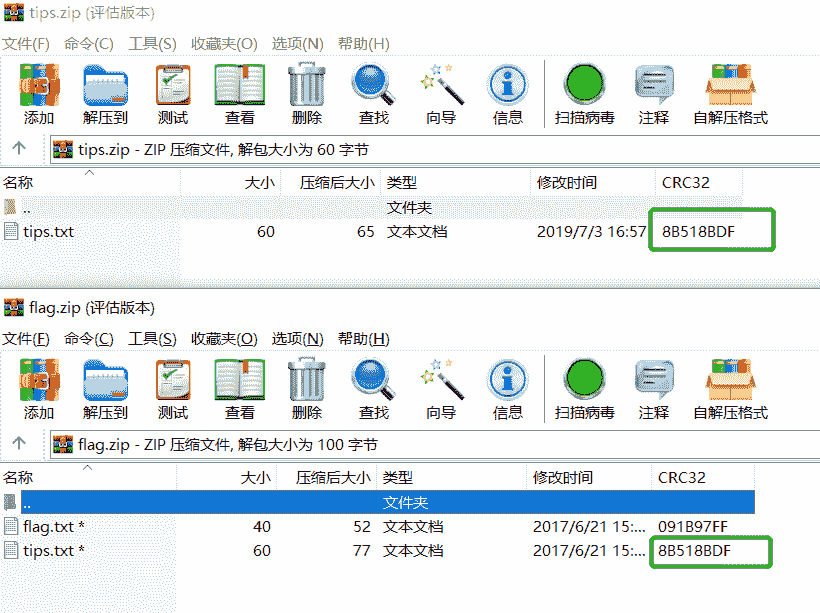 tips.zip (评估版本)
文件(F) 命令(C) 工具(S) 收藏夹(O) 选项(N) 帮助(H)
添加 解压到 测试 查看 删除 查找 向导 信息 扫描病毒 注释 自解压格式
tips.zip - ZIP 压缩文件, 解包大小为 60 字节
名称 大小 压缩后大小 类型 修改时间 CRC32
.. 文件夹
tips.txt 60 65 文本文档 2019/7/3 16:57 8B518BDF
flag.zip (评估版本)
文件(F) 命令(C) 工具(S) 收藏夹(O) 选项(N) 帮助(H)
添加 解压到 测试 查看 删除 查找 向导 信息 扫描病毒 注释 自解压格式
flag.zip - ZIP 压缩文件, 解包大小为 100 字节
名称 大小 压缩后大小 类型 修改时间 CRC32
.. 文件夹
flag.txt * 40 52 文本文档 2017/6/21 15:... 091B97FF
tips.txt * 60 77 文本文档 2017/6/21 15:... 8B518BDF